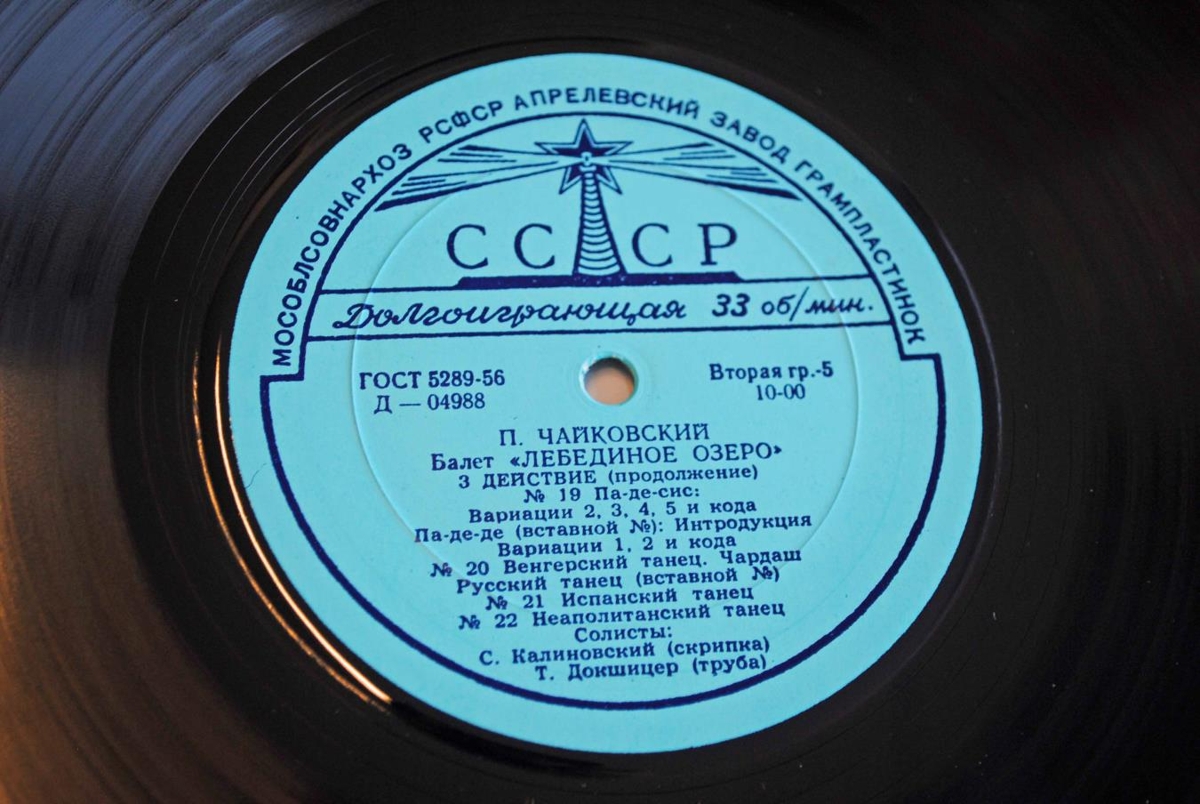 МОСОБЛСОВНАРХОЗ РСФСР АПРЕЛЕВСКИЙ ЗАВОД ГРАМПЛАСТИНОК
СССР
Долгоиграющая 33 об/мин.
ГОСТ 5289-56
Д — 04988
Вторая гр.-5
10-00
П. ЧАЙКОВСКИЙ
Балет «ЛЕБЕДИНОЕ ОЗЕРО»
3 ДЕЙСТВИЕ (продолжение)
№ 19 Па-де-сис:
Вариации 2, 3, 4, 5 и кода
Па-де-де (вставной №): Интродукция
Вариации 1, 2 и кода
№ 20 Венгерский танец. Чардаш
Русский танец (вставной №)
№ 21 Испанский танец
№ 22 Неаполитанский танец
Солисты:
С. Калиновский (скрипка)
Т. Докшицер (труба)